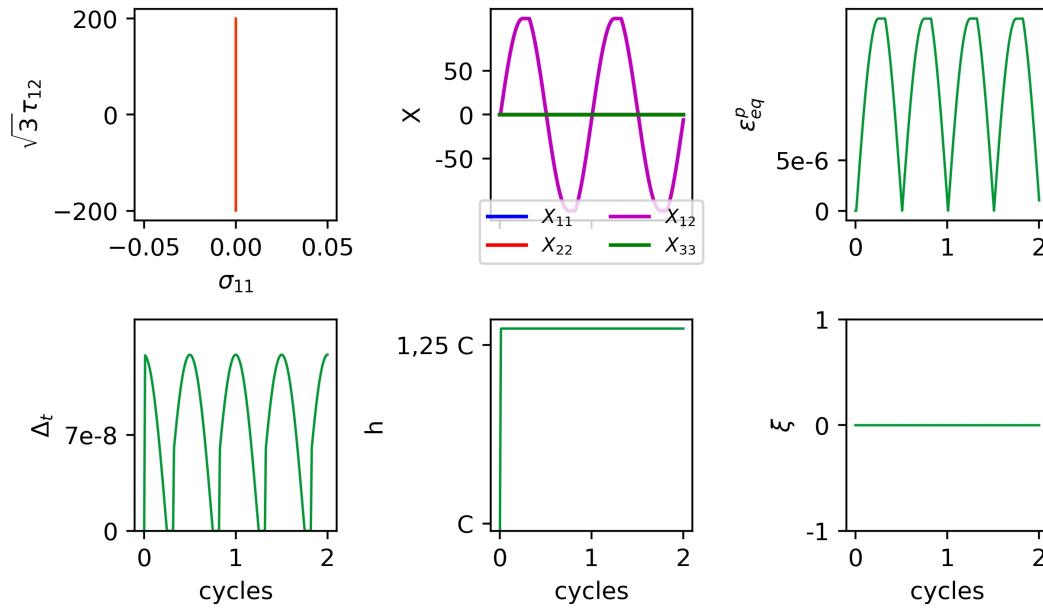 200
0
−200
√3 τ₁₂
−0.05 0.00 0.05
σ₁₁
50
0
-50
X
X₁₁ X₁₂
X₂₂ X₃₃
5e-6
0
εᵖₑq
0 1 2
7e-8
0
Δₜ
0 1 2
cycles
1,25 C
C
h
0 1 2
cycles
1
0
-1
ξ
0 1 2
cycles